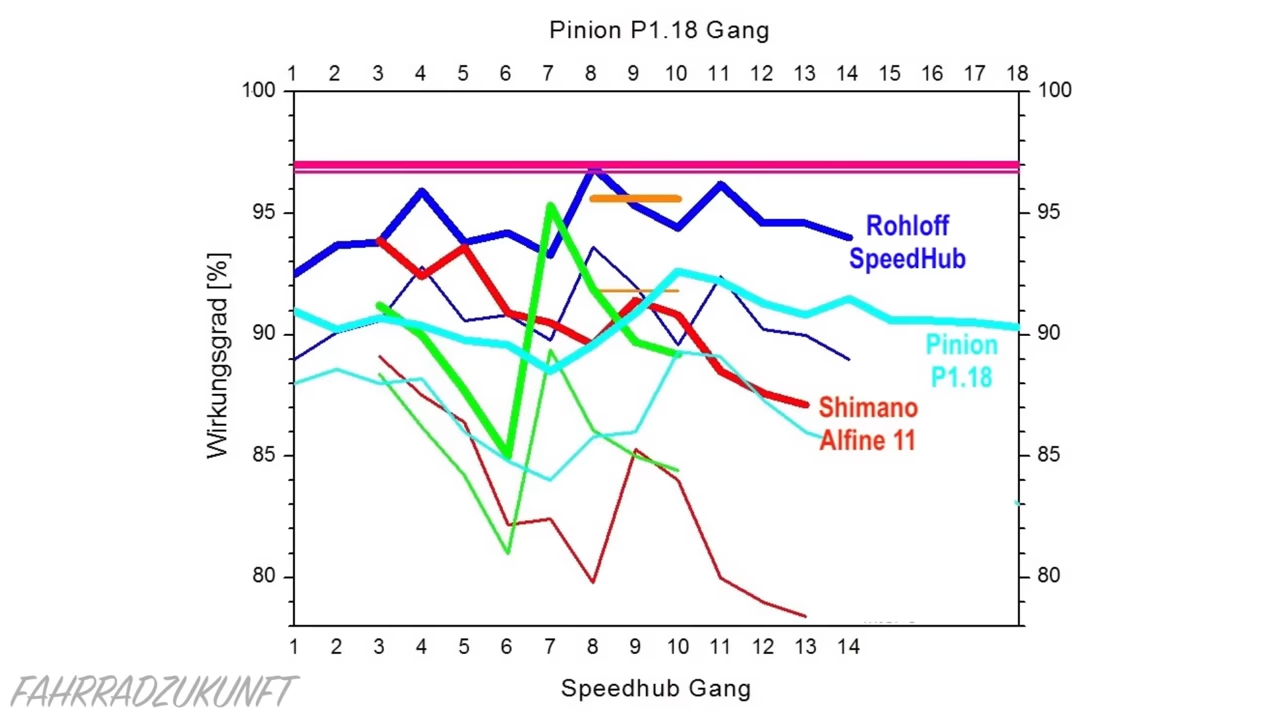 Pinion P1.18 Gang
1 2 3 4 5 6 7 8 9 10 11 12 13 14 15 16 17 18
100 100
95 95
Rohloff
SpeedHub
90 90
Pinion
P1.18
Shimano
Alfine 11
85 85
80 80
Wirkungsgrad [%]
1 2 3 4 5 6 7 8 9 10 11 12 13 14
Speedhub Gang
FAHRRADZUKUNFT